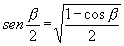 sen β/2 = √((1−cos β)/2)